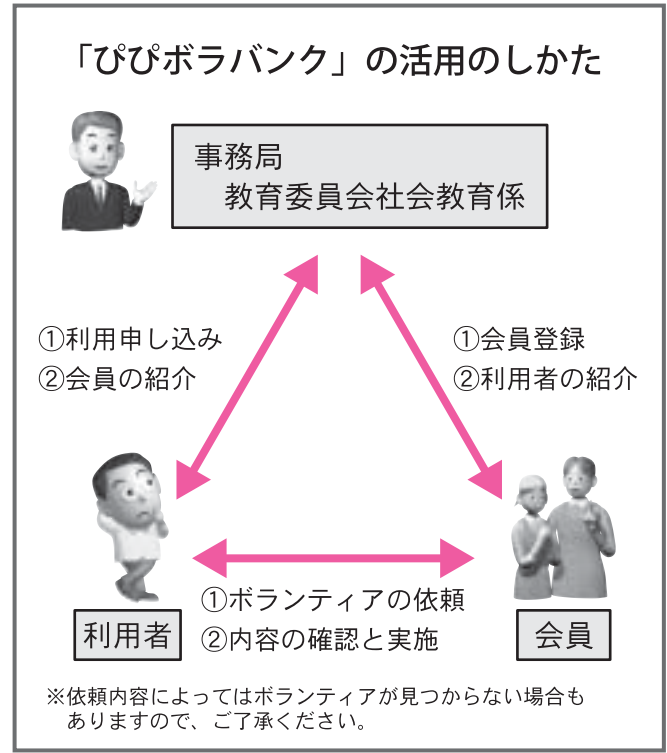 「ぴぴボラバンク」の活用のしかた
事務局
教育委員会社会教育係
①利用申し込み
②会員の紹介
①会員登録
②利用者の紹介
①ボランティアの依頼
②内容の確認と実施
利用者
会員
※依頼内容によってはボランティアが見つからない場合も
ありますので、ご了承ください。